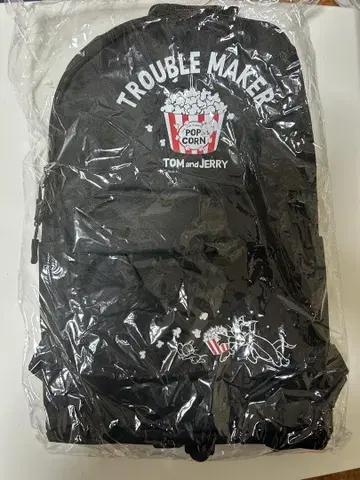 TROUBLE MAKER
POP
CORN
TOM and JERRY